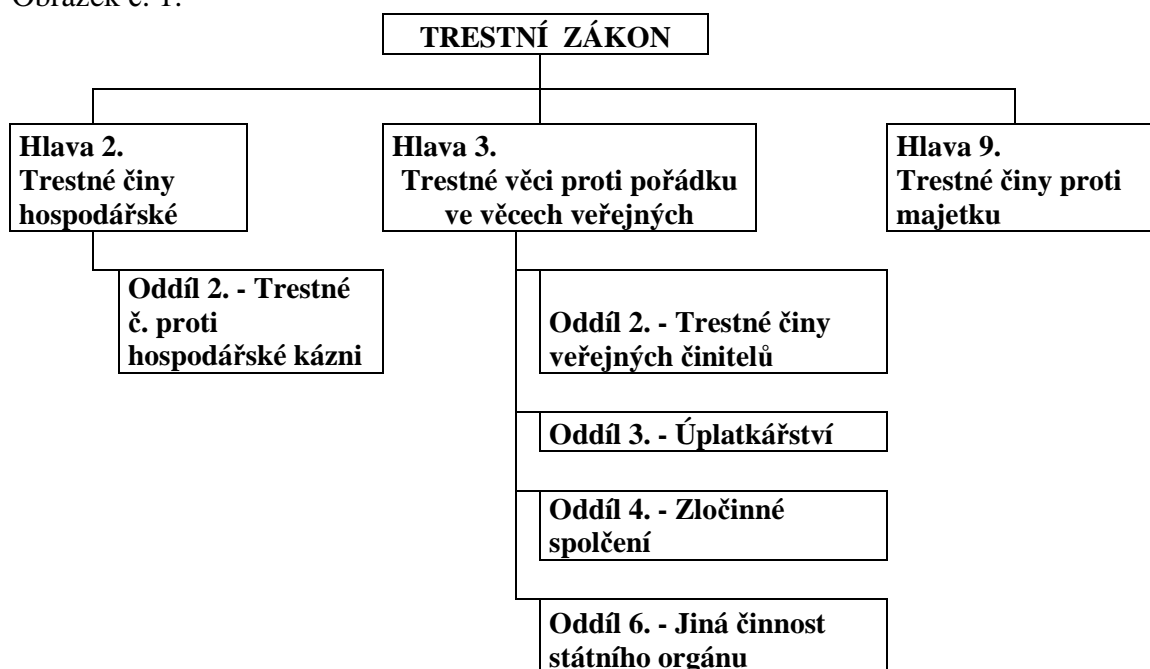 Obrázek č. 1.
TRESTNÍ ZÁKON
Hlava 2.
Trestné činy
hospodářské
Hlava 3.
Trestné věci proti pořádku
ve věcech veřejných
Hlava 9.
Trestné činy proti
majetku
Oddíl 2. - Trestné
č. proti
hospodářské kázni
Oddíl 2. - Trestné činy
veřejných činitelů
Oddíl 3. - Úplatkářství
Oddíl 4. - Zločinné
spolčení
Oddíl 6. - Jiná činnost
státního orgánu